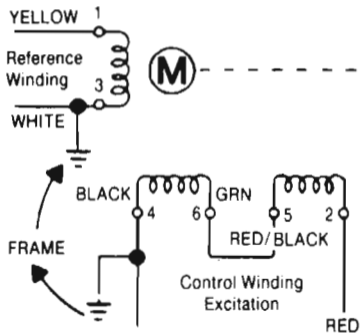 YELLOW 1
Reference
Winding
M
3
WHITE
BLACK GRN
4 6 5 2
RED/BLACK
FRAME
Control Winding
Excitation
RED